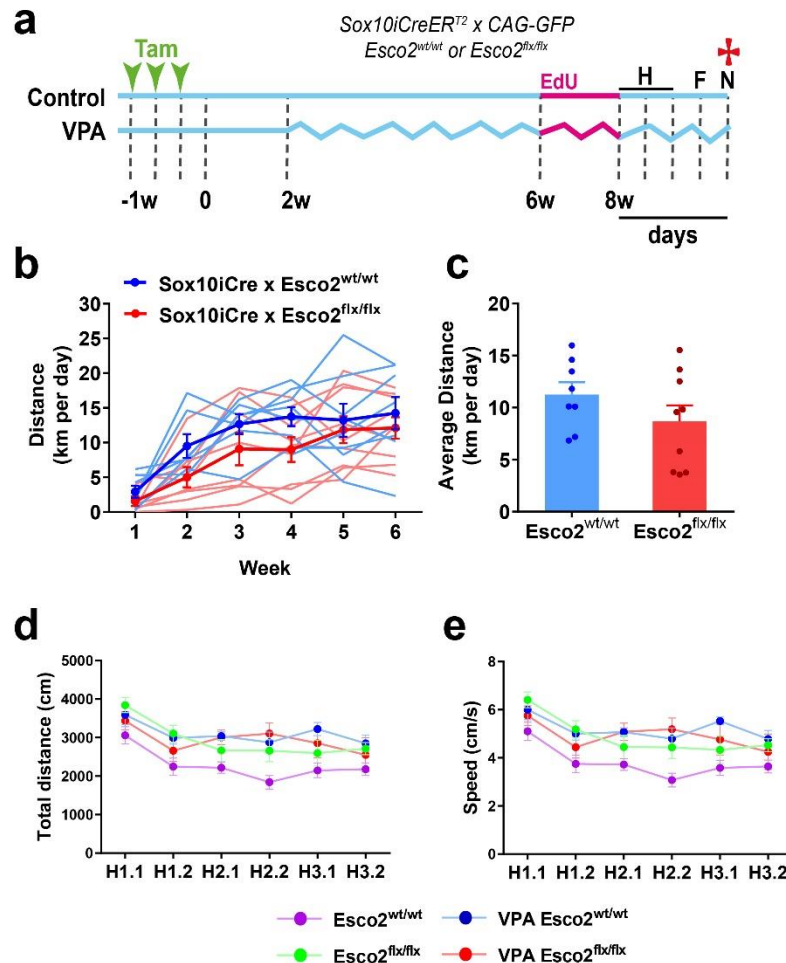 a
Sox10iCreER^T2 x CAG-GFP
Esco2^wt/wt or Esco2^flx/flx
Tam
EdU
H
F
N
Control
VPA
-1w
0
2w
6w
8w
days
b
Sox10iCre x Esco2^wt/wt
Sox10iCre x Esco2^flx/flx
Distance
(km per day)
30
25
20
15
10
5
0
1 2 3 4 5 6
Week
c
Average Distance
(km per day)
20
15
10
5
0
Esco2^wt/wt
Esco2^flx/flx
d
Total distance (cm)
5000
4000
3000
2000
1000
0
H1.1 H1.2 H2.1 H2.2 H3.1 H3.2
e
Speed (cm/s)
8
6
4
2
0
H1.1 H1.2 H2.1 H2.2 H3.1 H3.2
Esco2^wt/wt
VPA Esco2^wt/wt
Esco2^flx/flx
VPA Esco2^flx/flx